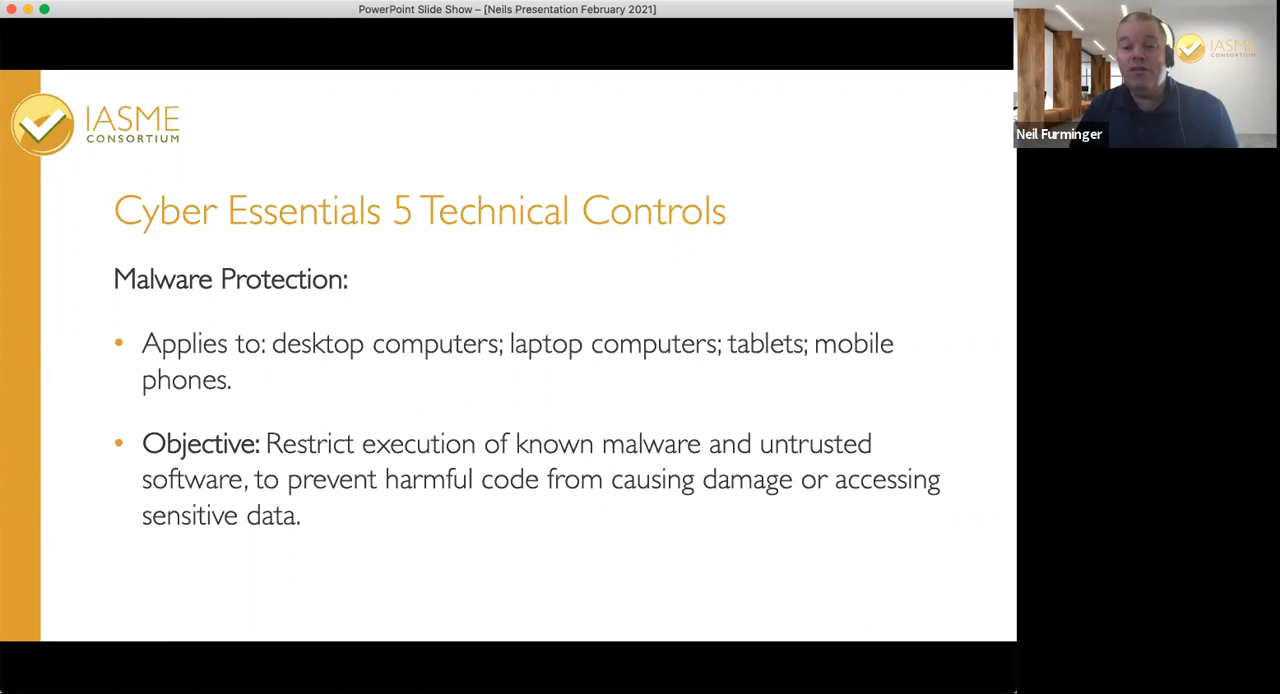 PowerPoint Slide Show – [Neils Presentation February 2021]
IASME
CONSORTIUM
Cyber Essentials 5 Technical Controls
Malware Protection:
• Applies to: desktop computers; laptop computers; tablets; mobile
phones.
• Objective: Restrict execution of known malware and untrusted
software, to prevent harmful code from causing damage or accessing
sensitive data.
IASME
CONSORTIUM
Neil Furminger